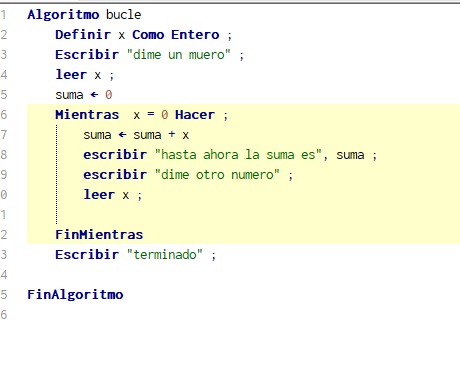 1 Algoritmo bucle
2 Definir x Como Entero ;
3 Escribir "dime un muero" ;
4 leer x ;
5 suma ← 0
6 Mientras x = 0 Hacer ;
7 suma ← suma + x
8 escribir "hasta ahora la suma es", suma ;
9 escribir "dime otro numero" ;
0 leer x ;
1
2 FinMientras
3 Escribir "terminado" ;
4
5 FinAlgoritmo
6